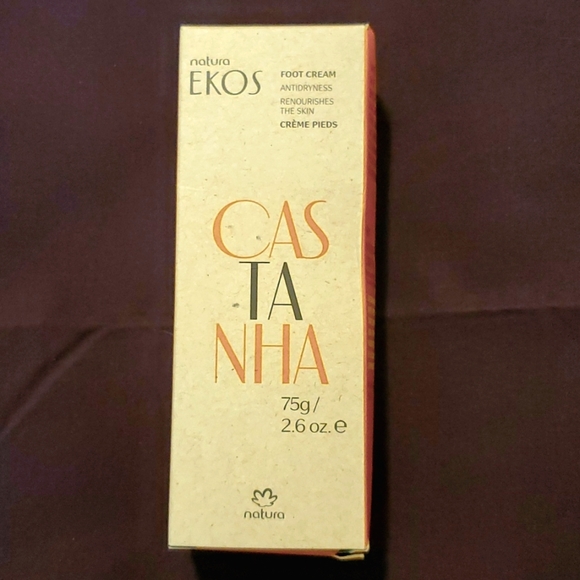 natura
EKOS
FOOT CREAM
ANTIDRYNESS
RENOURISHES
THE SKIN
CRÈME PIEDS
CAS
TA
NHA
75g/
2.6 oz. ℮
natura